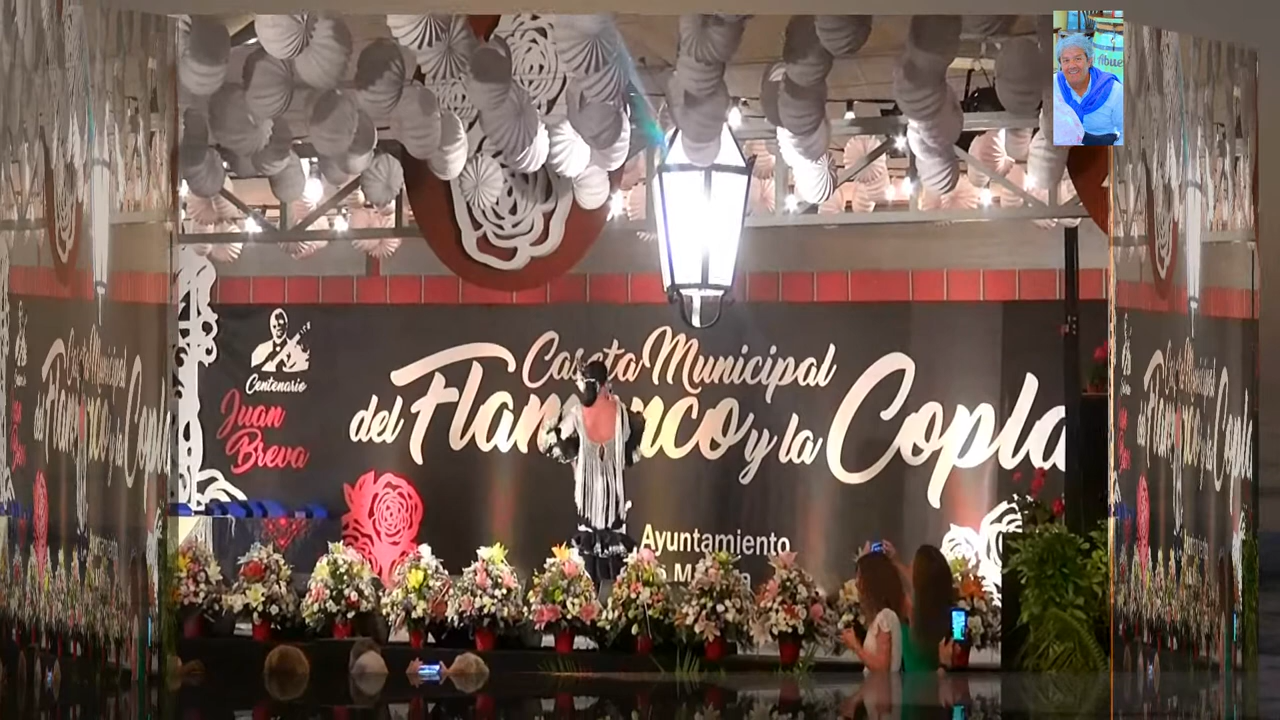 Caseta Municipal
del Flamenco y la Copla
Centenario
Juan
Breva
Ayuntamiento